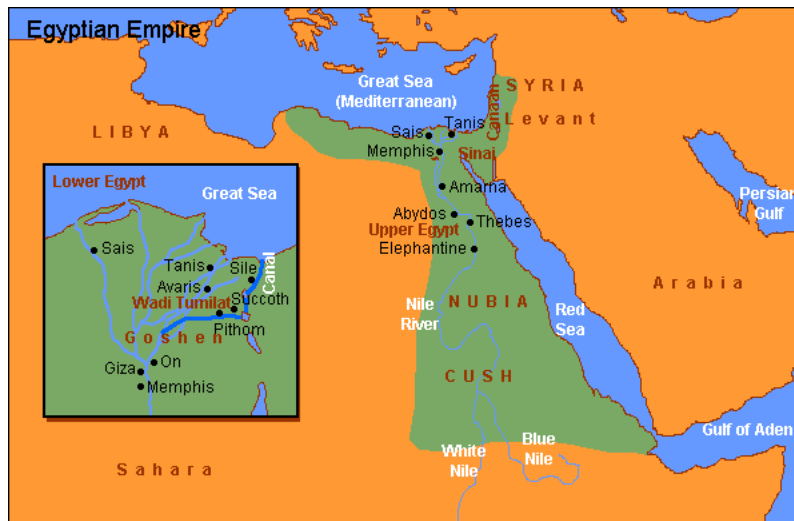 Egyptian Empire
Great Sea
(Mediterranean)
SYRIA
Canaan
Levant
LIBYA
Sais
Tanis
Memphis
Sinai
Amarna
Abydos
Thebes
Upper Egypt
Elephantine
Persian
Gulf
Arabia
Nile
River
NUBIA
Red
Sea
CUSH
Gulf of Aden
White
Nile
Blue
Nile
Sahara
Lower Egypt
Great Sea
Sais
Tanis
Sile
Canal
Avaris
Wadi Tumilat
Succoth
Pithom
Goshen
On
Giza
Memphis